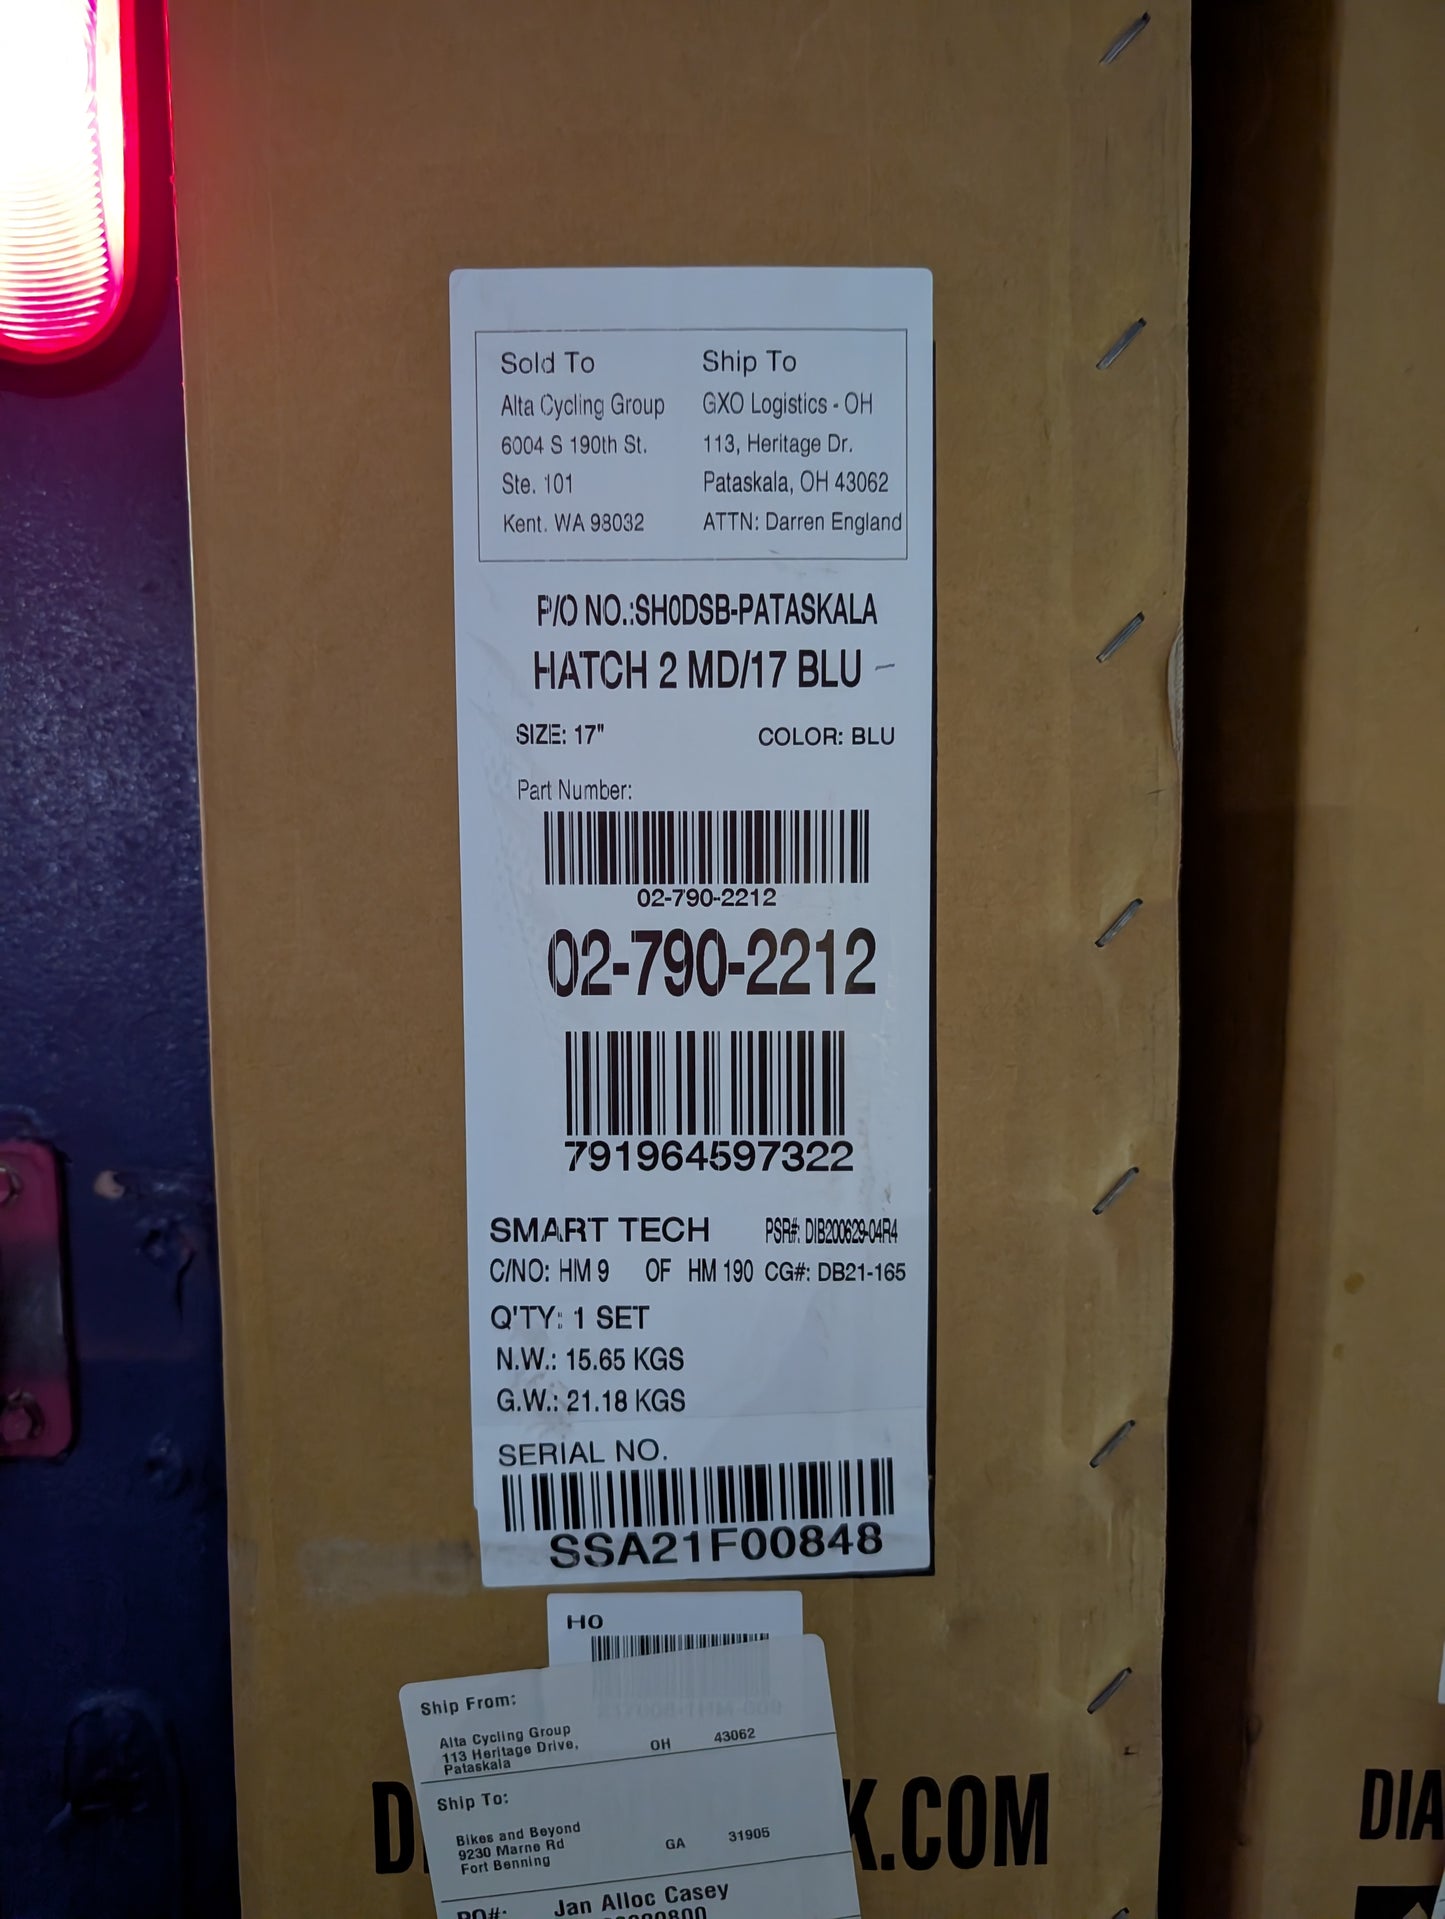 Sold To
Alta Cycling Group
6004 S 190th St.
Ste. 101
Kent. WA 98032
Ship To
GXO Logistics - OH
113, Heritage Dr.
Pataskala, OH 43062
ATTN: Darren England
P/O NO.:SH0DSB-PATASKALA
HATCH 2 MD/17 BLU -
SIZE: 17" COLOR: BLU
Part Number:
02-790-2212
02-790-2212
791964597322
SMART TECH PSR#: DIB200629-04R4
C/NO: HM 9 OF HM 190 CG#: DB21-165
Q'TY: 1 SET
N.W.: 15.65 KGS
G.W.: 21.18 KGS
SERIAL NO.
SSA21F00848
H0
Ship From:
Alta Cycling Group
113 Heritage Drive, OH 43062
Pataskala
Ship To:
Bikes and Beyond
9230 Marne Rd GA 31905
Fort Benning
PO#: Jan Alloc Casey
K.COM
DIA